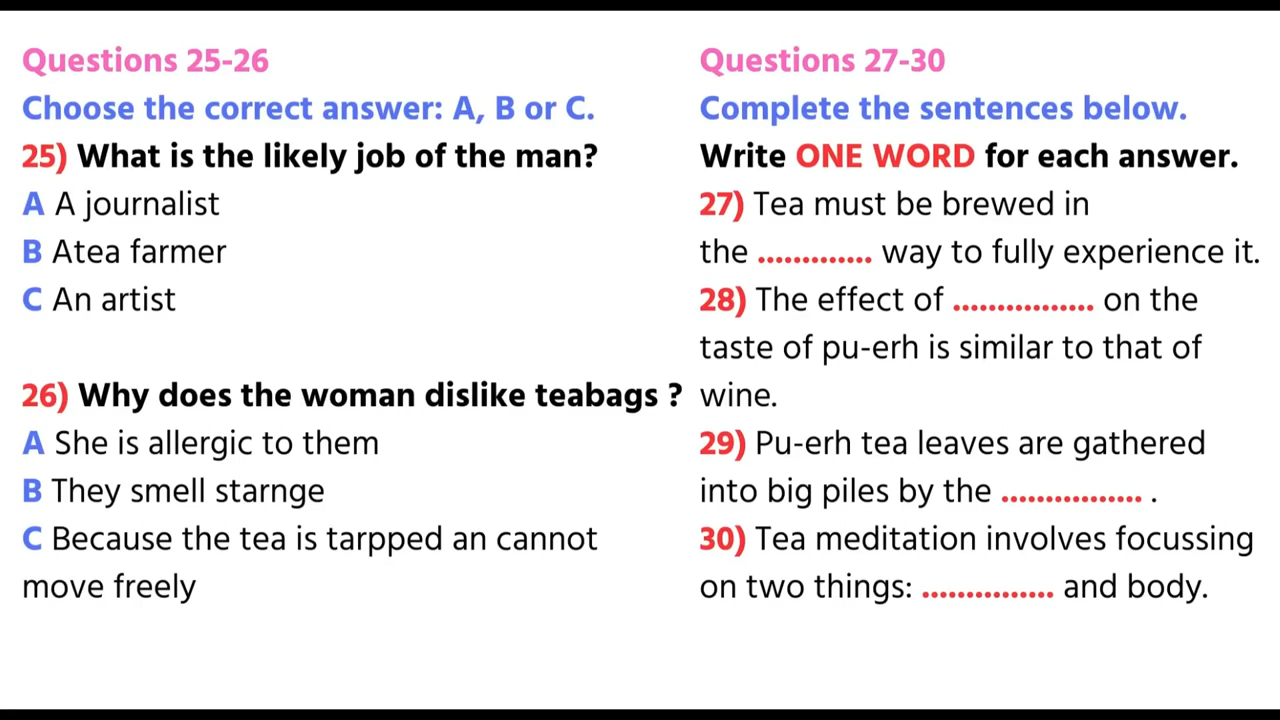 Questions 25-26
Choose the correct answer: A, B or C.
25) What is the likely job of the man?
A A journalist
B Atea farmer
C An artist
26) Why does the woman dislike teabags ?
A She is allergic to them
B They smell starnge
C Because the tea is tarpped an cannot
move freely
Questions 27-30
Complete the sentences below.
Write ONE WORD for each answer.
27) Tea must be brewed in
the ............. way to fully experience it.
28) The effect of ................ on the
taste of pu-erh is similar to that of
wine.
29) Pu-erh tea leaves are gathered
into big piles by the ................ .
30) Tea meditation involves focussing
on two things: ............... and body.